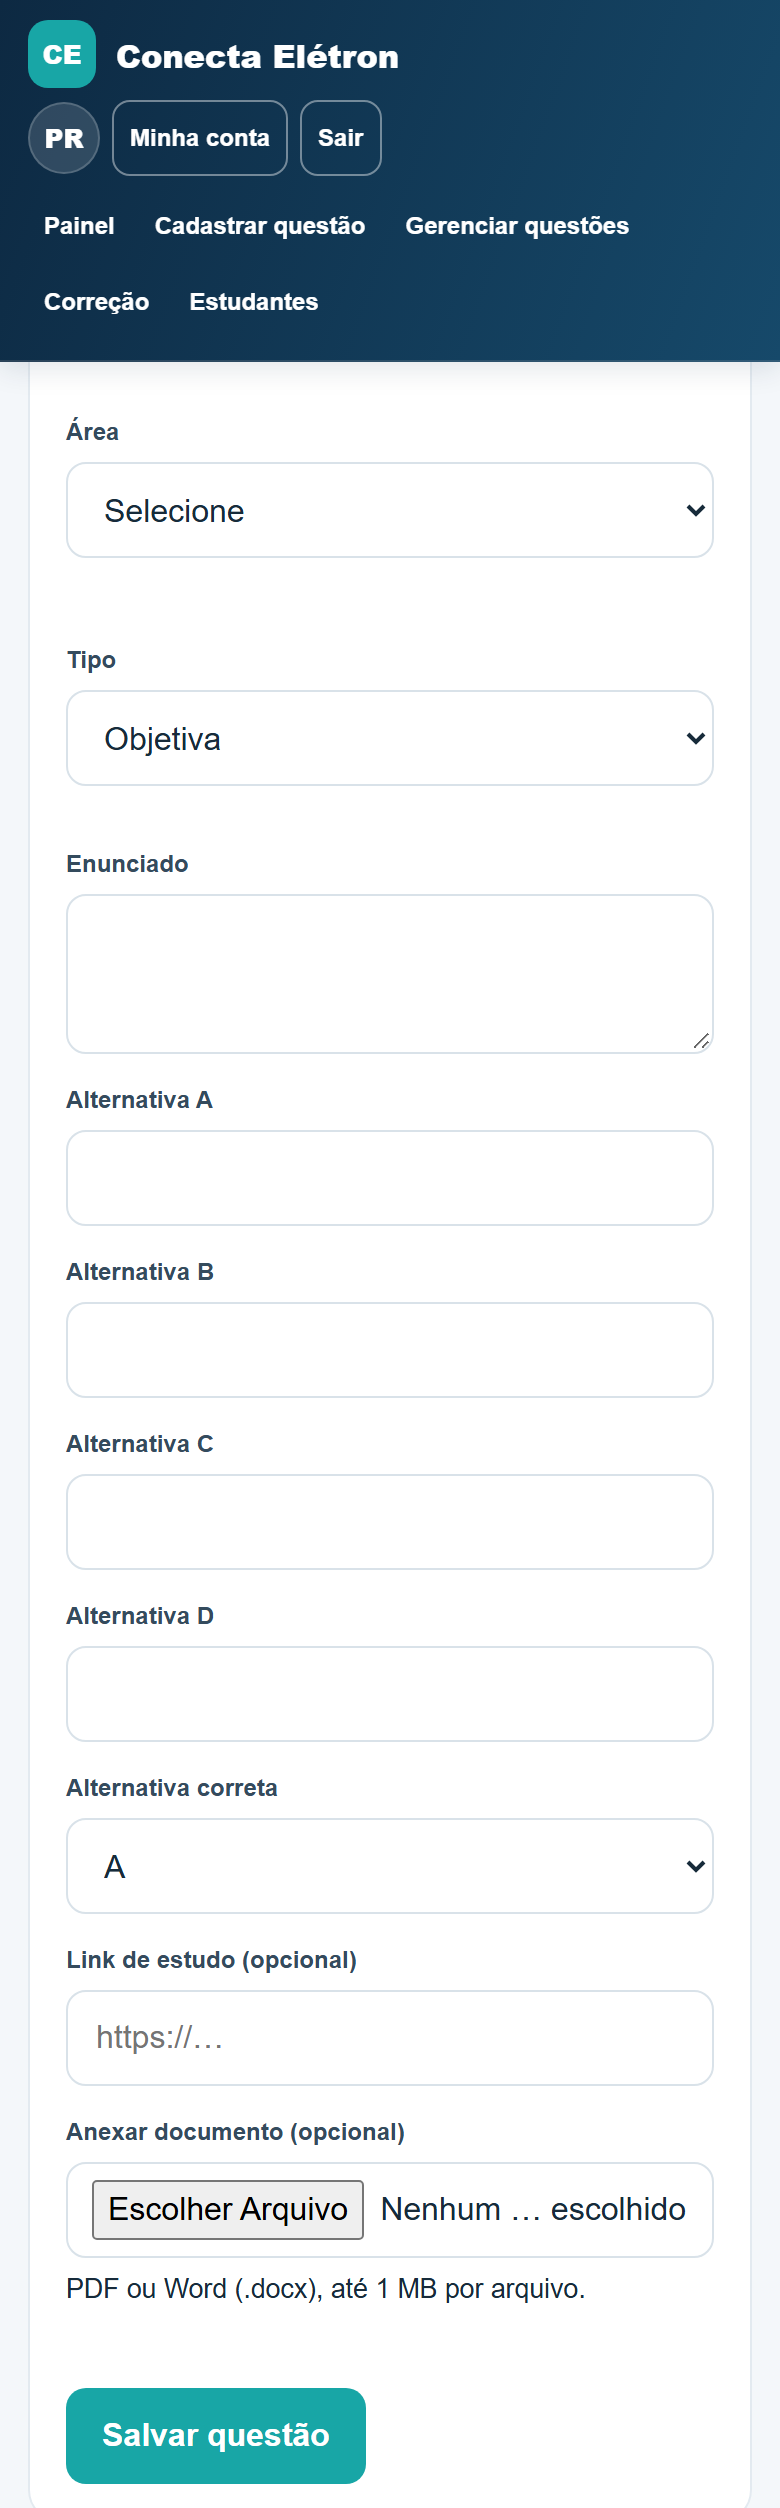 CE Conecta Elétron
PR Minha conta Sair
Painel Cadastrar questão Gerenciar questões
Correção Estudantes
Área
Selecione
Tipo
Objetiva
Enunciado
Alternativa A
Alternativa B
Alternativa C
Alternativa D
Alternativa correta
A
Link de estudo (opcional)
https://…
Anexar documento (opcional)
Escolher Arquivo Nenhum … escolhido
PDF ou Word (.docx), até 1 MB por arquivo.
Salvar questão